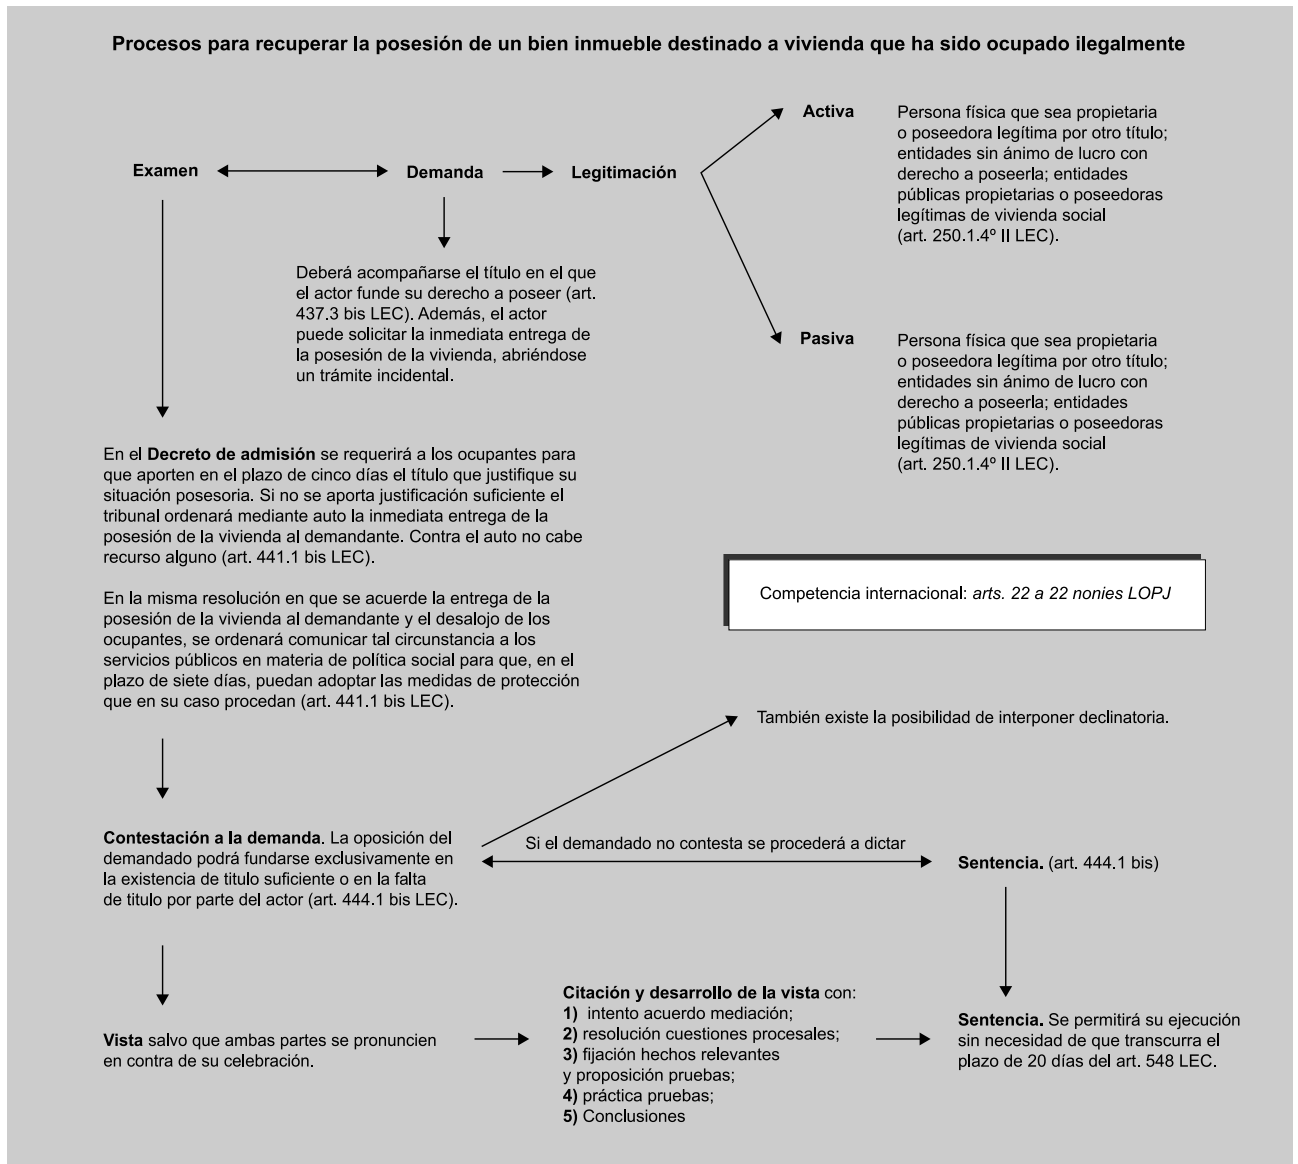 Procesos para recuperar la posesión de un bien inmueble destinado a vivienda que ha sido ocupado ilegalmente
Examen
Demanda
Legitimación
Activa
Persona física que sea propietaria
o poseedora legítima por otro título;
entidades sin ánimo de lucro con
derecho a poseerla; entidades
públicas propietarias o poseedoras
legítimas de vivienda social
(art. 250.1.4º II LEC).
Deberá acompañarse el título en el que
el actor funde su derecho a poseer (art.
437.3 bis LEC). Además, el actor
puede solicitar la inmediata entrega de
la posesión de la vivienda, abriéndose
un trámite incidental.
Pasiva
Persona física que sea propietaria
o poseedora legítima por otro título;
entidades sin ánimo de lucro con
derecho a poseerla; entidades
públicas propietarias o poseedoras
legítimas de vivienda social
(art. 250.1.4º II LEC).
En el Decreto de admisión se requerirá a los ocupantes para
que aporten en el plazo de cinco días el título que justifique su
situación posesoria. Si no se aporta justificación suficiente el
tribunal ordenará mediante auto la inmediata entrega de la
posesión de la vivienda al demandante. Contra el auto no cabe
recurso alguno (art. 441.1 bis LEC).
En la misma resolución en que se acuerde la entrega de la
posesión de la vivienda al demandante y el desalojo de los
ocupantes, se ordenará comunicar tal circunstancia a los
servicios públicos en materia de política social para que, en el
plazo de siete días, puedan adoptar las medidas de protección
que en su caso procedan (art. 441.1 bis LEC).
Competencia internacional: arts. 22 a 22 nonies LOPJ
También existe la posibilidad de interponer declinatoria.
Contestación a la demanda. La oposición del
demandado podrá fundarse exclusivamente en
la existencia de titulo suficiente o en la falta
de titulo por parte del actor (art. 444.1 bis LEC).
Si el demandado no contesta se procederá a dictar
Sentencia. (art. 444.1 bis)
Vista salvo que ambas partes se pronuncien
en contra de su celebración.
Citación y desarrollo de la vista con:
1) intento acuerdo mediación;
2) resolución cuestiones procesales;
3) fijación hechos relevantes
y proposición pruebas;
4) práctica pruebas;
5) Conclusiones
Sentencia. Se permitirá su ejecución
sin necesidad de que transcurra el
plazo de 20 días del art. 548 LEC.